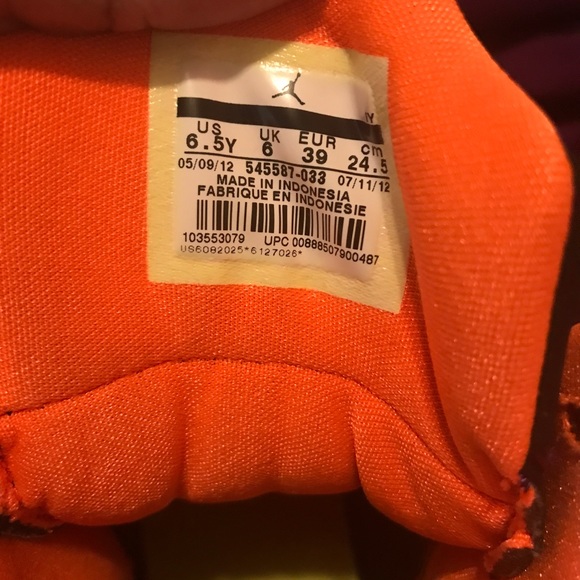 US UK EUR cm
6.5Y 6 39 24.5
05/09/12 545587-033 07/11/12
MADE IN INDONESIA
FABRIQUE EN INDONESIE
103553079 UPC 00888507900487
US6082025*6127026*